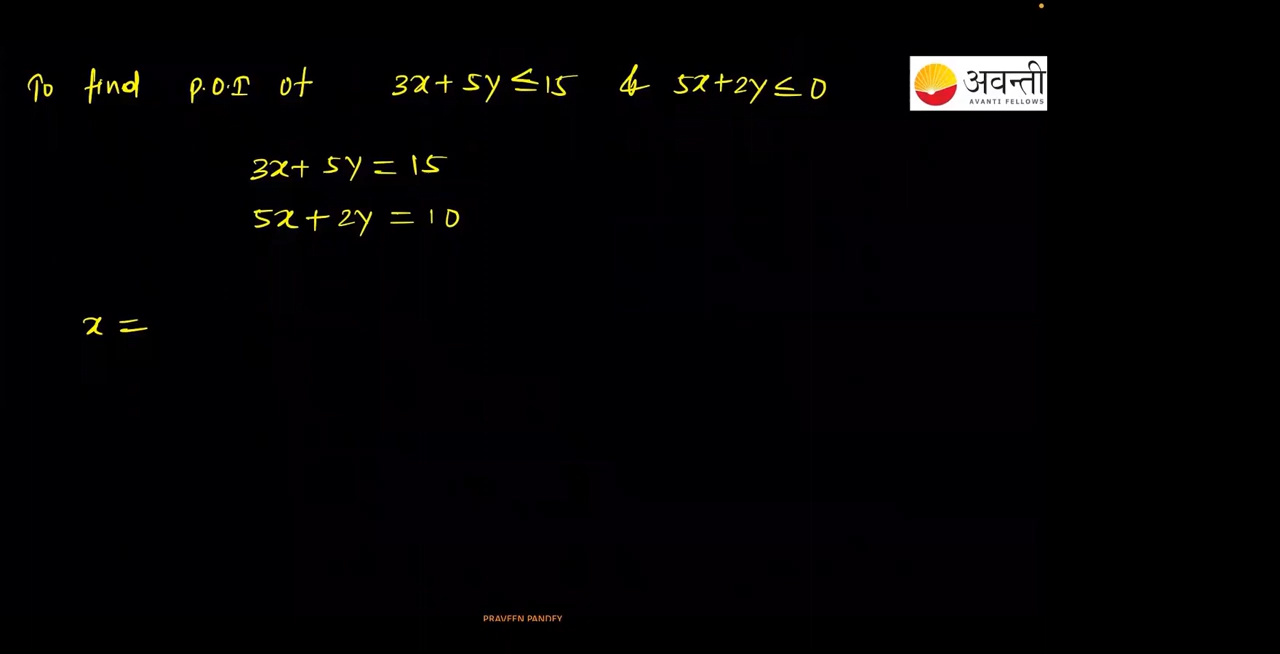 To find P.O.I of 3x + 5y ≤ 15 & 5x + 2y ≤ 0
अवन्ती
AVANTI FELLOWS
3x + 5y = 15
5x + 2y = 10
x =
PRAVEEN PANDEY